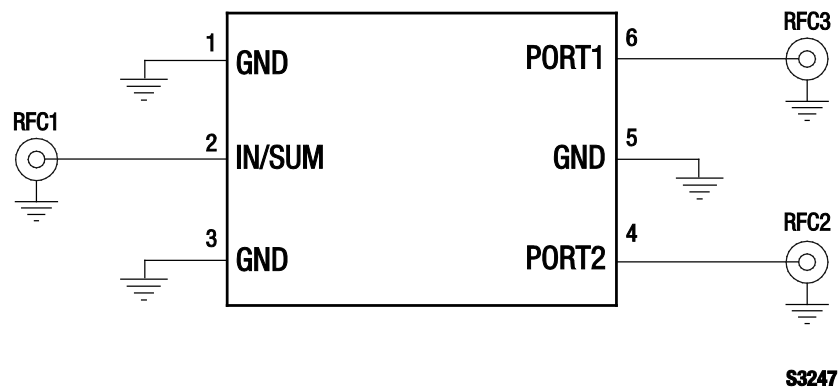 RFC3
1
GND
PORT1
6
RFC1
2
IN/SUM
GND
5
RFC2
3
GND
PORT2
4
S3247